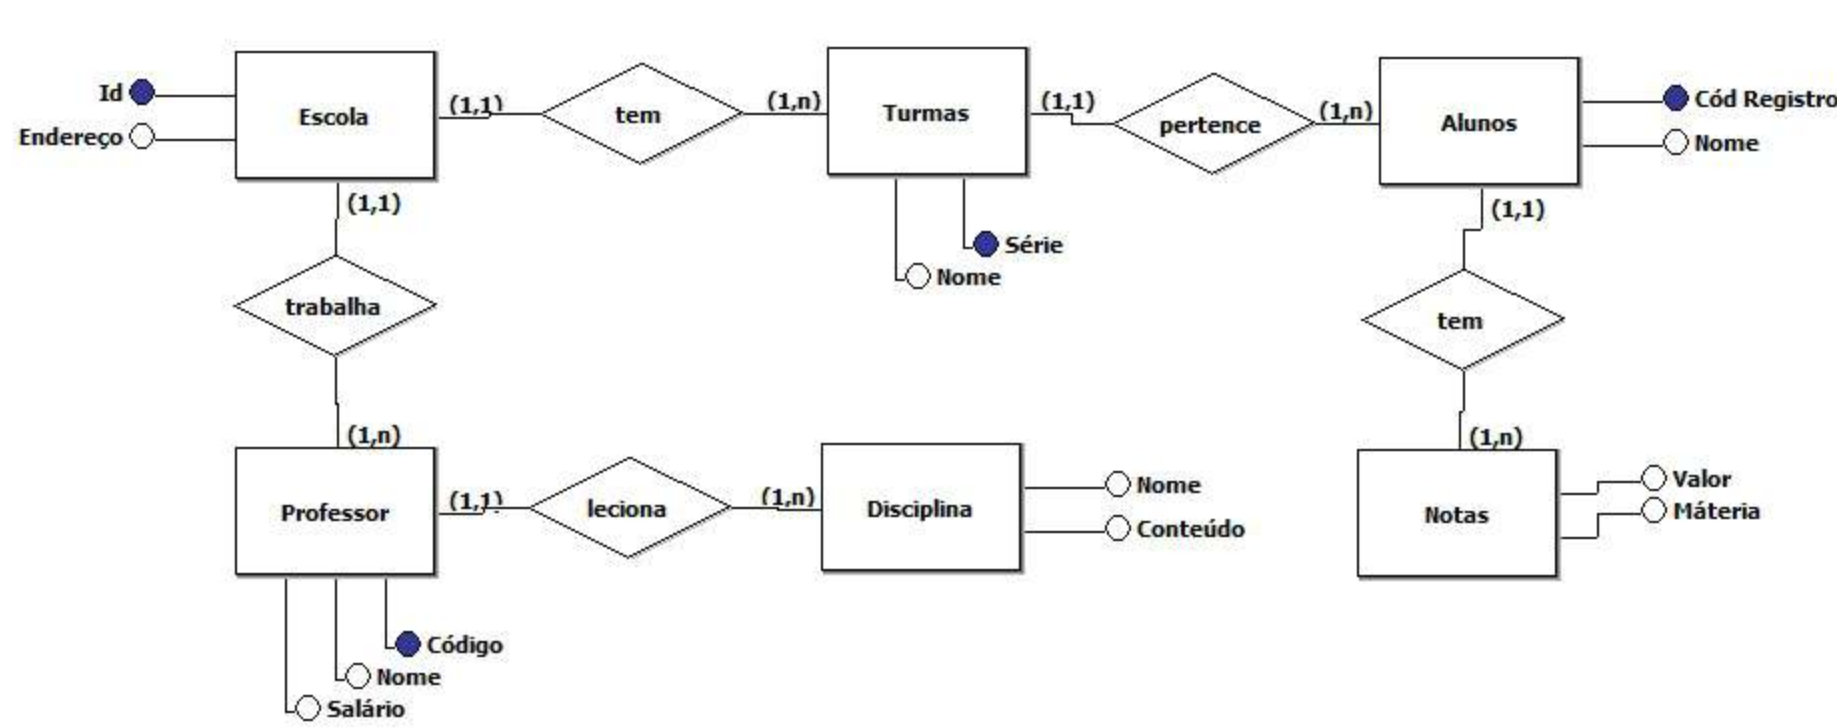 Id
Endereço
Escola
(1,1)
tem
(1,n)
Turmas
(1,1)
pertence
(1,n)
Alunos
Cód Registro
Nome
(1,1)
trabalha
(1,n)
Série
Nome
(1,1)
tem
(1,n)
Professor
(1,1)
leciona
(1,n)
Disciplina
Nome
Conteúdo
Notas
Valor
Máteria
Código
Nome
Salário